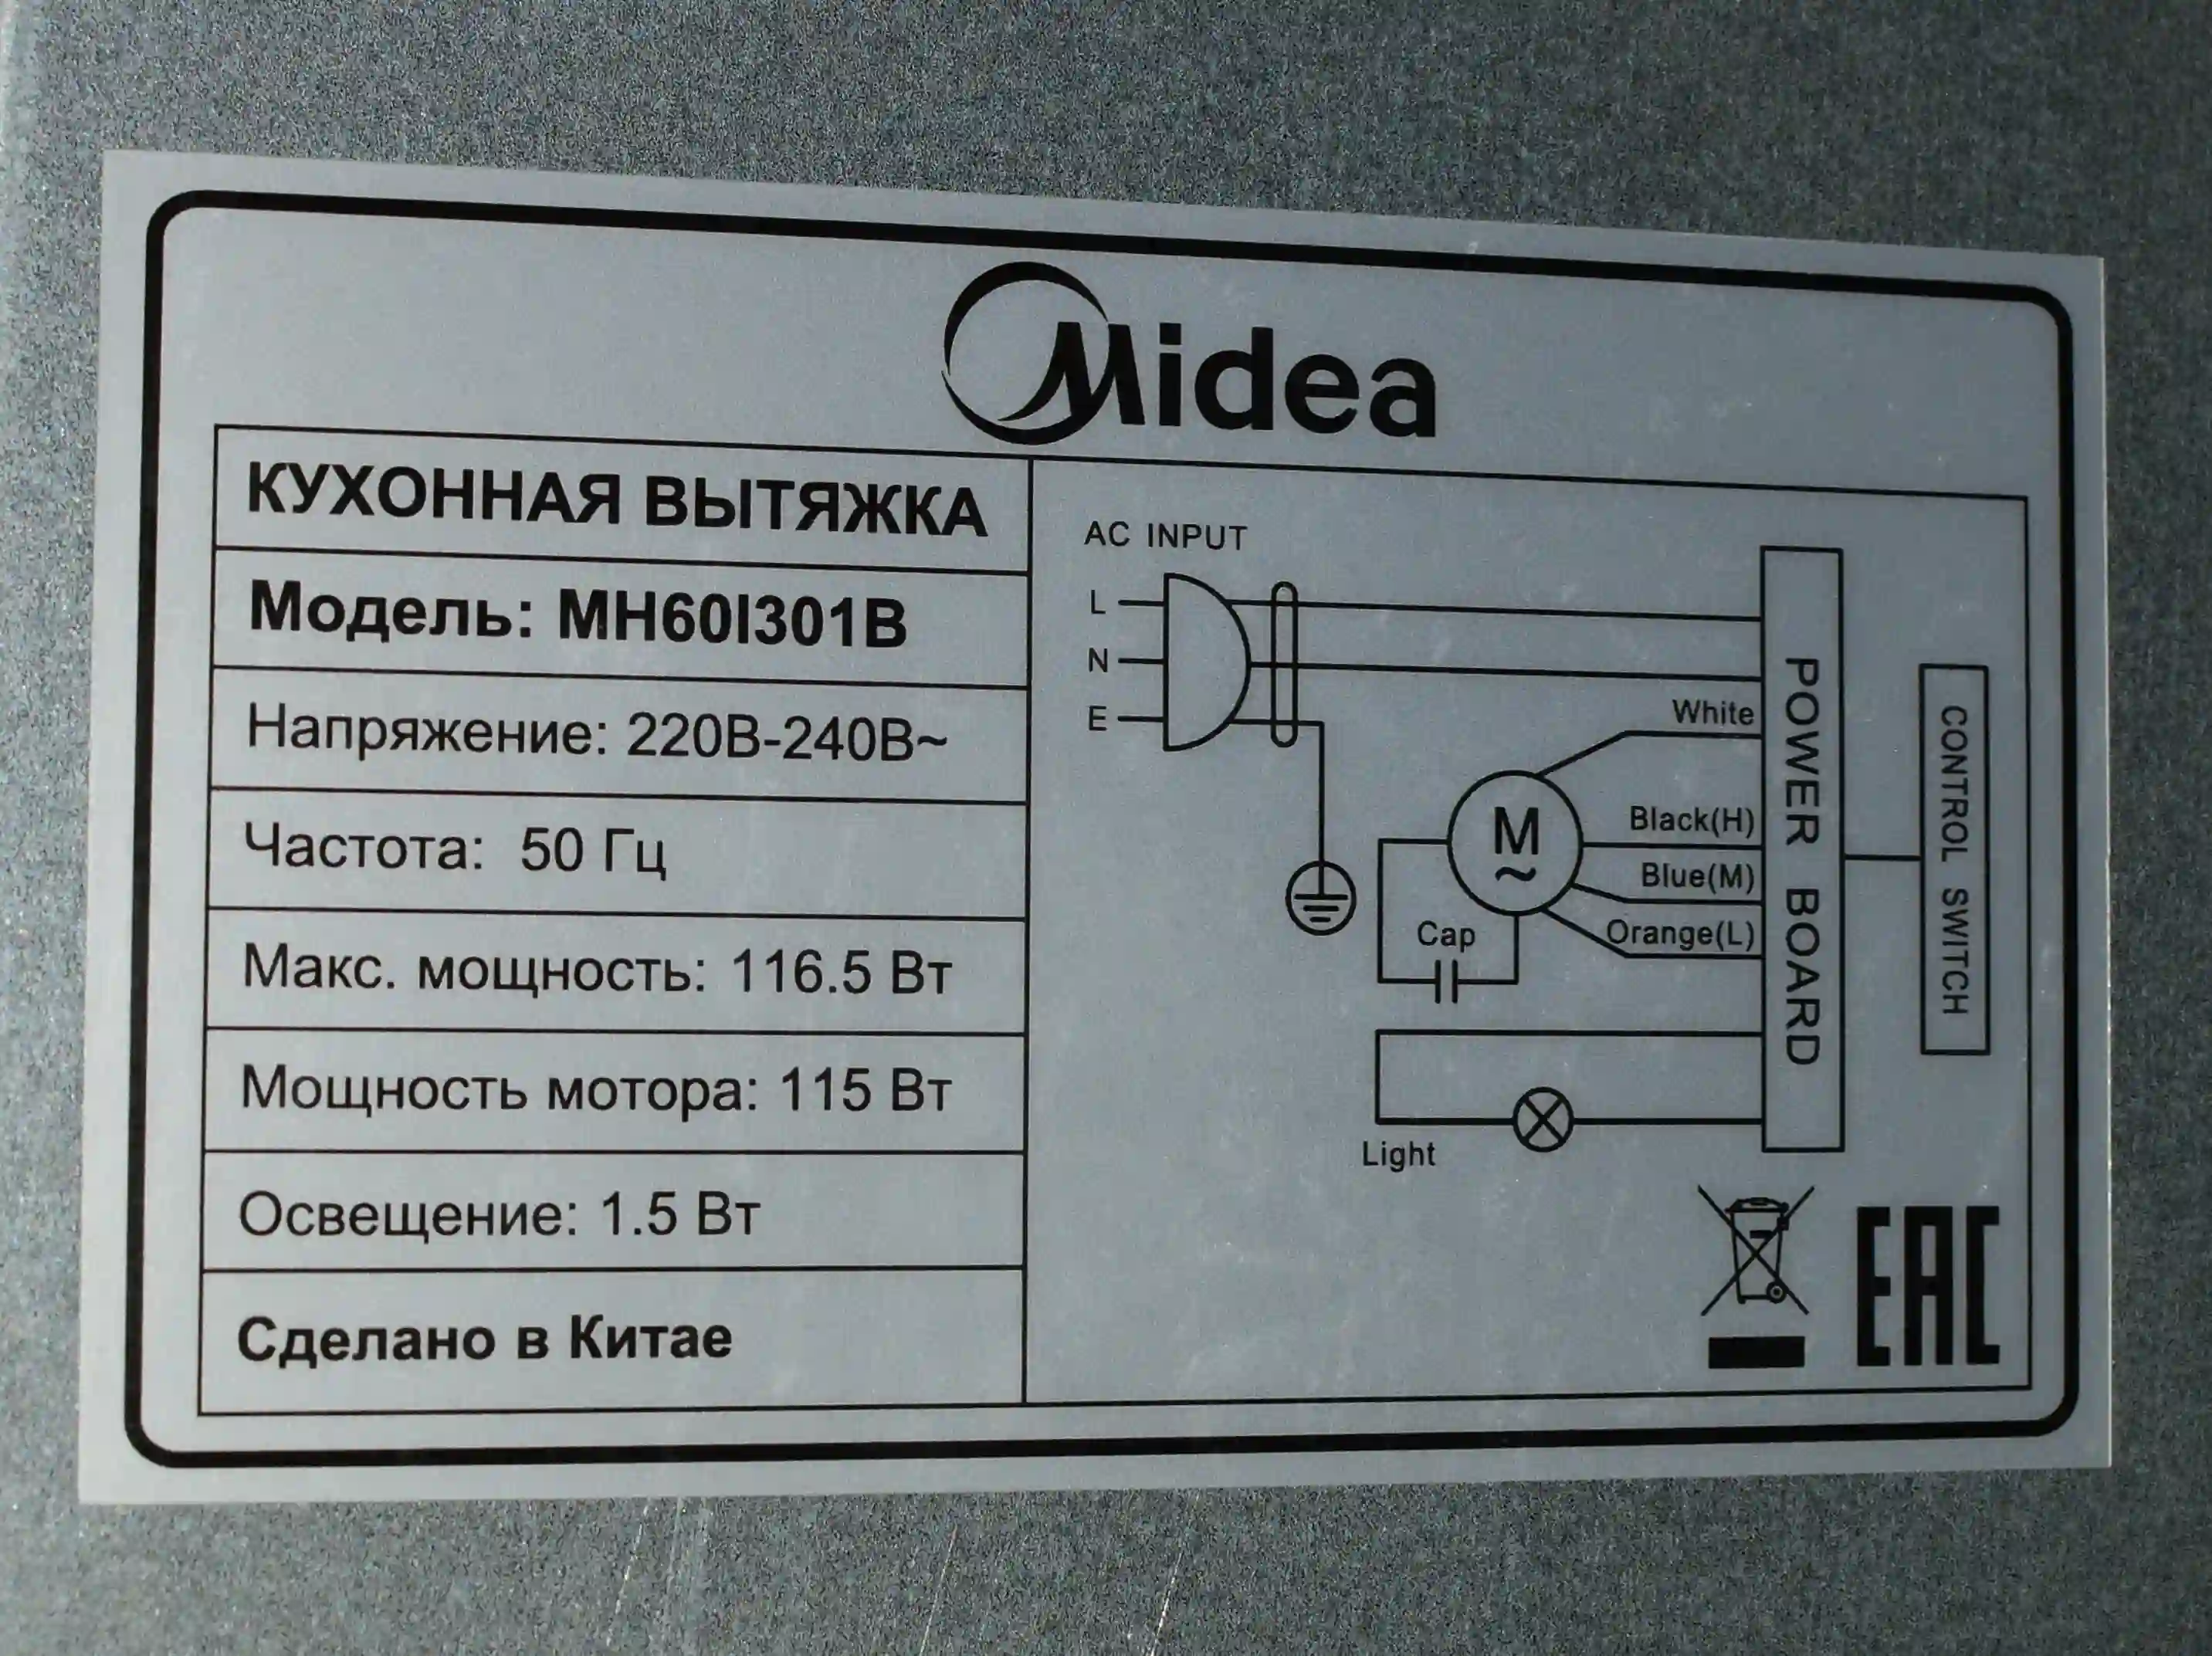 Midea
КУХОННАЯ ВЫТЯЖКА
Модель: MH60I301B
Напряжение: 220В-240В~
Частота: 50 Гц
Макс. мощность: 116.5 Вт
Мощность мотора: 115 Вт
Освещение: 1.5 Вт
Сделано в Китае
AC INPUT
L
N
E
White
Black(H)
Blue(M)
Orange(L)
M
~
Cap
Light
POWER BOARD
CONTROL SWITCH
EAC